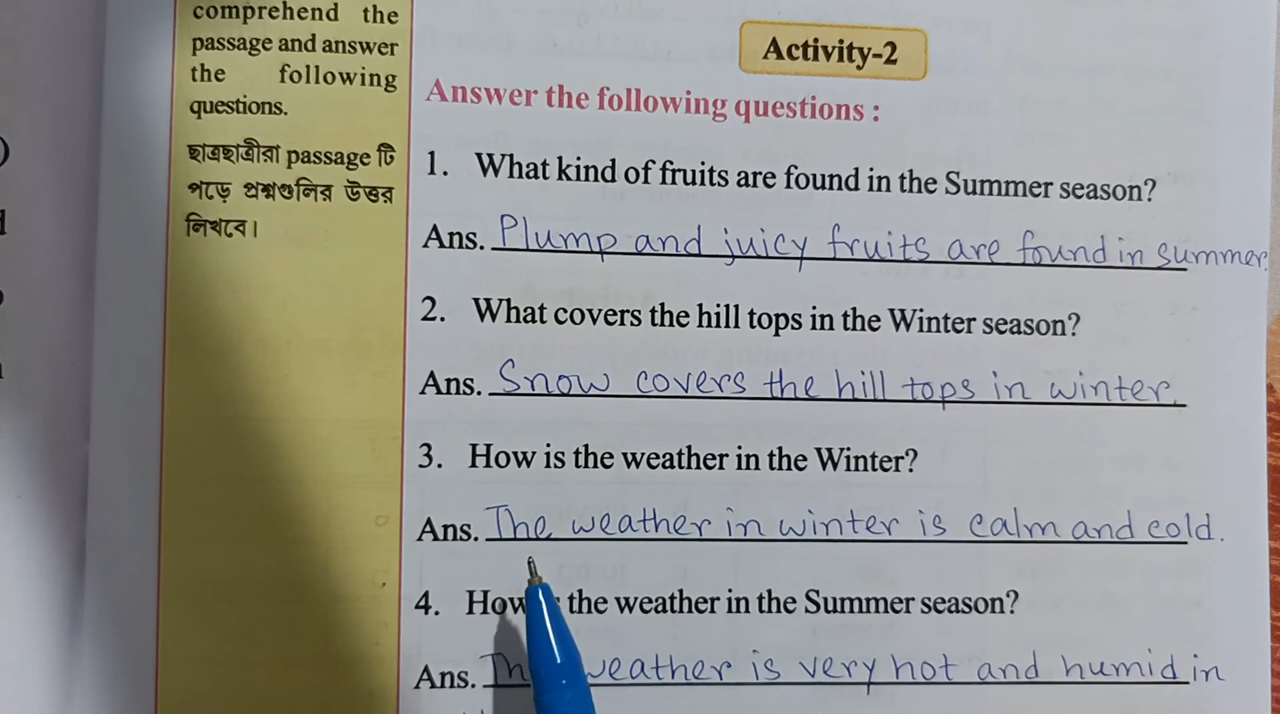 comprehend the
passage and answer
the following
questions.
ছাত্রছাত্রীরা passage টি
পড়ে প্রশ্নগুলির উত্তর
লিখবে।
Activity-2
Answer the following questions :
1. What kind of fruits are found in the Summer season?
Ans. Plump and juicy fruits are found in summer.
2. What covers the hill tops in the Winter season?
Ans. Snow covers the hill tops in winter.
3. How is the weather in the Winter?
Ans. The weather in winter is calm and cold.
4. How the weather in the Summer season?
Ans. weather is very hot and humid in